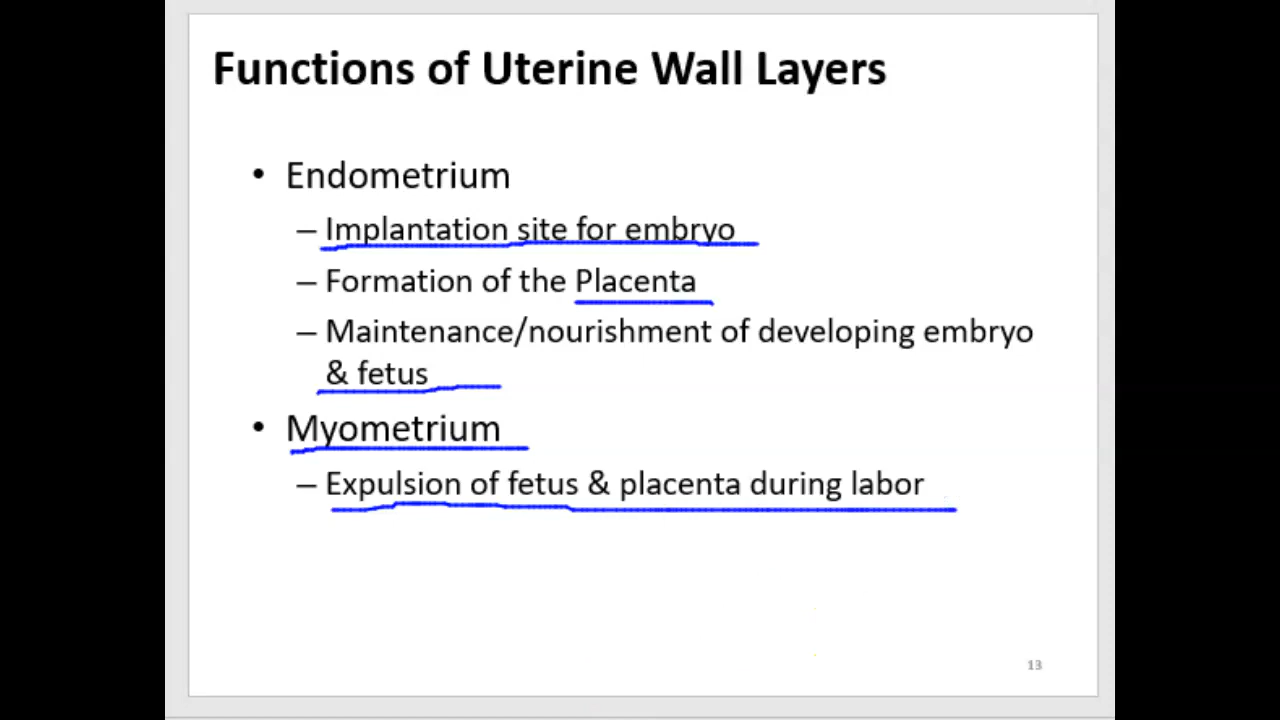 Functions of Uterine Wall Layers
• Endometrium
– Implantation site for embryo
– Formation of the Placenta
– Maintenance/nourishment of developing embryo
& fetus
• Myometrium
– Expulsion of fetus & placenta during labor
13